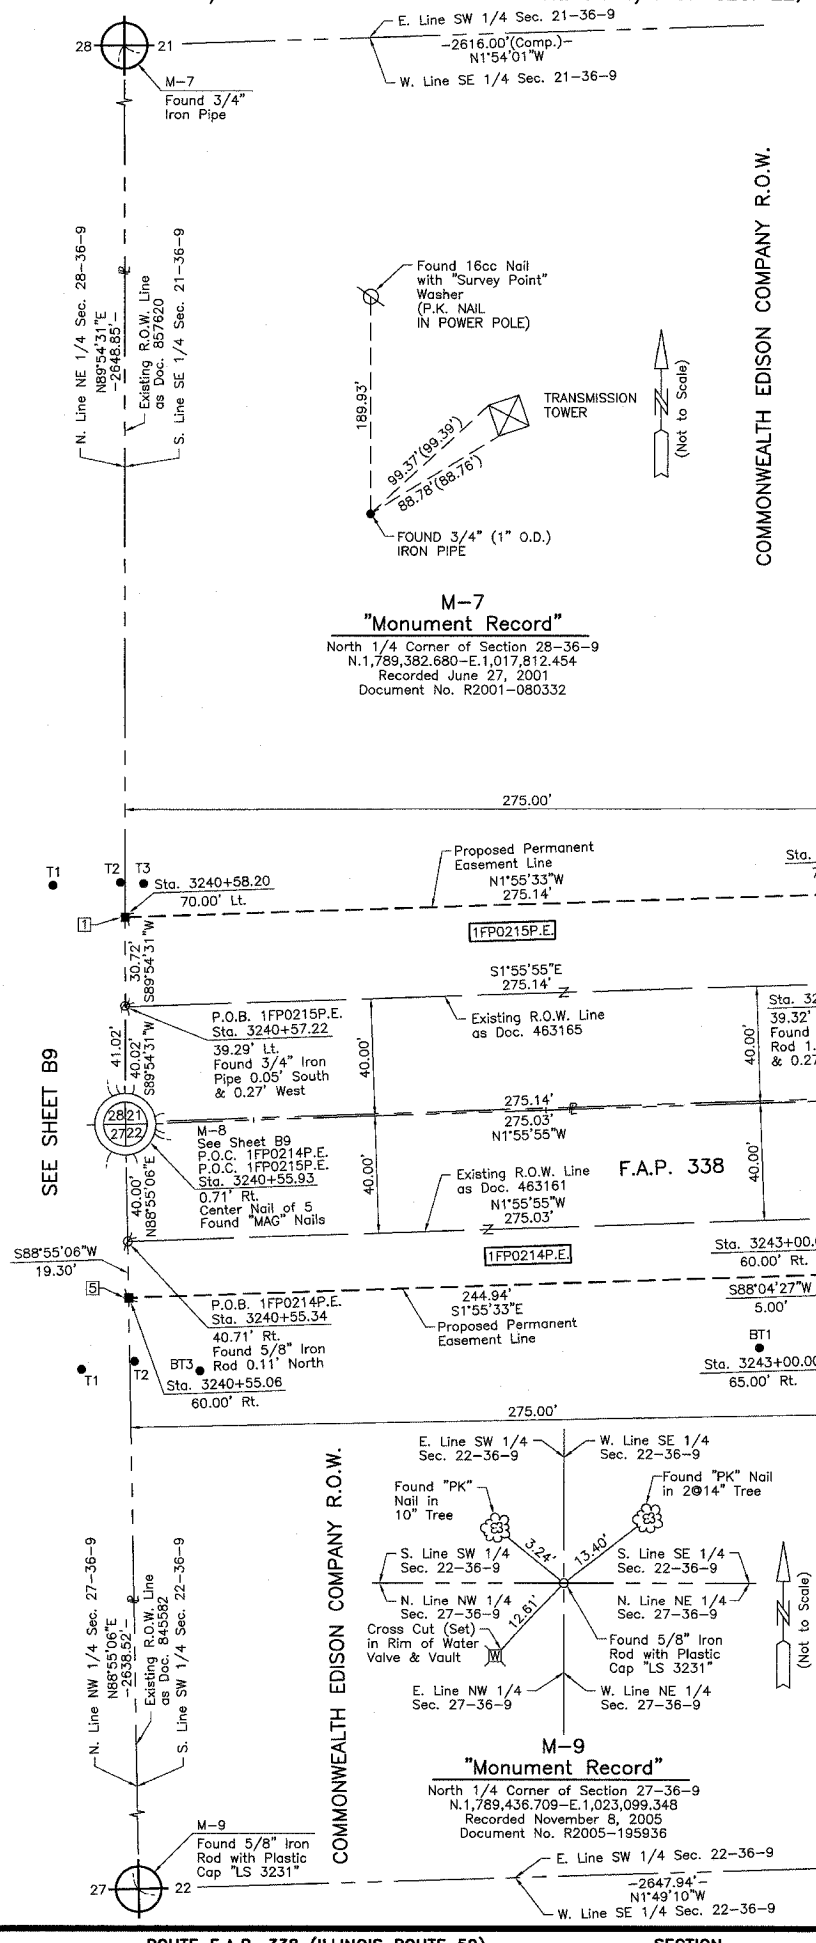 E. Line SW 1/4 Sec. 21-36-9
-2616.00'(Comp.)-
N1°54'01"W
W. Line SE 1/4 Sec. 21-36-9
28
21
M-7
Found 3/4"
Iron Pipe
N. Line NE 1/4 Sec. 28-36-9
N89°54'31"E
-2648.85'-
Existing R.O.W. Line
as Doc. 857620
S. Line SE 1/4 Sec. 21-36-9
Found 16cc Nail
with "Survey Point"
Washer
(P.K. NAIL
IN POWER POLE)
189.93'
99.37'(99.39')
88.78'(88.76')
TRANSMISSION
TOWER
FOUND 3/4" (1" O.D.)
IRON PIPE
N
(Not to Scale)
COMMONWEALTH EDISON COMPANY R.O.W.
M-7
"Monument Record"
North 1/4 Corner of Section 28-36-9
N.1,789,382.680-E.1,017,812.454
Recorded June 27, 2001
Document No. R2001-080332
275.00'
T1
T2
T3
Sta. 3240+58.20
70.00' Lt.
1
Proposed Permanent
Easement Line
N1°55'33"W
275.14'
Sta.
1FP0215P.E.
30.72'
S89°54'31"W
S1°55'55"E
275.14'
P.O.B. 1FP0215P.E.
Sta. 3240+57.22
39.29' Lt.
Found 3/4" Iron
Pipe 0.05' South
& 0.27' West
Existing R.O.W. Line
as Doc. 463165
39.32'
Found
Rod 1.
& 0.27
41.02'
40.02'
S89°54'31"W
40.00'
40.00'
SEE SHEET B9
28 21
27 22
275.14'
275.03'
N1°55'55"W
M-8
See Sheet B9
P.O.C. 1FP0214P.E.
P.O.C. 1FP0215P.E.
Sta. 3240+55.93
0.71' Rt.
Center Nail of 5
Found "MAG" Nails
40.00'
N88°55'06"E
40.00'
Existing R.O.W. Line
as Doc. 463161
N1°55'55"W
275.03'
F.A.P. 338
40.00'
S88°55'06"W
19.30'
1FP0214P.E.
Sta. 3243+00.
60.00' Rt.
5
244.94'
S1°55'33"E
Proposed Permanent
Easement Line
S88°04'27"W
5.00'
P.O.B. 1FP0214P.E.
Sta. 3240+55.34
40.71' Rt.
Found 5/8" Iron
Rod 0.11' North
T1
T2
BT3
Sta. 3240+55.06
60.00' Rt.
BT1
Sta. 3243+00.00
65.00' Rt.
275.00'
COMMONWEALTH EDISON COMPANY R.O.W.
E. Line SW 1/4
Sec. 22-36-9
W. Line SE 1/4
Sec. 22-36-9
Found "PK"
Nail in
10" Tree
Found "PK" Nail
in 2@14" Tree
3.24'
13.40'
S. Line SW 1/4
Sec. 22-36-9
S. Line SE 1/4
Sec. 22-36-9
N. Line NW 1/4
Sec. 27-36-9
N. Line NE 1/4
Sec. 27-36-9
12.61'
Cross Cut (Set)
in Rim of Water
Valve & Vault
W
Found 5/8" Iron
Rod with Plastic
Cap "LS 3231"
E. Line NW 1/4
Sec. 27-36-9
W. Line NE 1/4
Sec. 27-36-9
N
(Not to Scale)
M-9
"Monument Record"
North 1/4 Corner of Section 27-36-9
N.1,789,436.709-E.1,023,099.348
Recorded November 8, 2005
Document No. R2005-195936
N. Line NW 1/4 Sec. 27-36-9
N88°55'06"E
-2638.52'-
Existing R.O.W. Line
as Doc. 845582
S. Line SW 1/4 Sec. 22-36-9
M-9
Found 5/8" Iron
Rod with Plastic
Cap "LS 3231"
27
22
E. Line SW 1/4 Sec. 22-36-9
-2647.94'-
N1°49'10"W
W. Line SE 1/4 Sec. 22-36-9